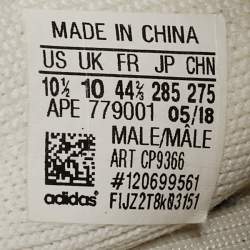 MADE IN CHINA
US UK FR JP CHN
10½ 10 44⅔ 285 275
APE 779001 05/18
MALE/MÂLE
ART CP9366
#120699561
adidas® FIJZ2T8kQ3151